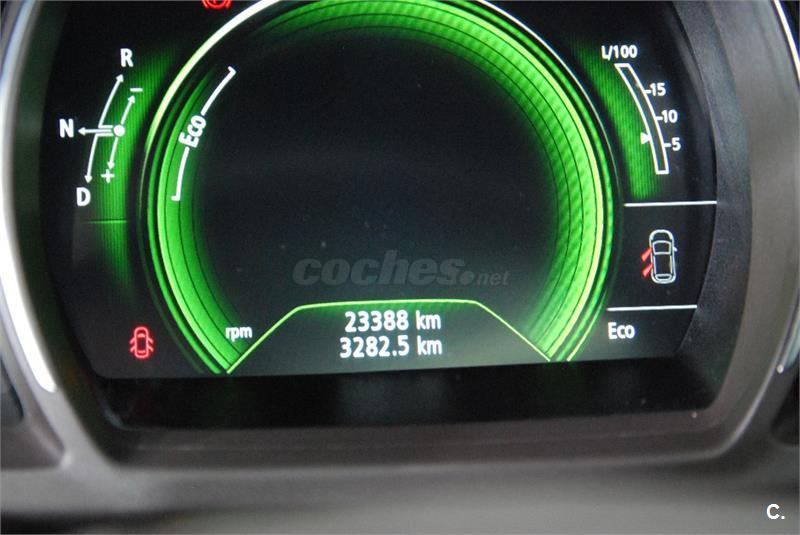 R
L/100
-
15
Eco
10
N
5
+
D
coches.net
rpm
23388 km
3282.5 km
Eco
C.